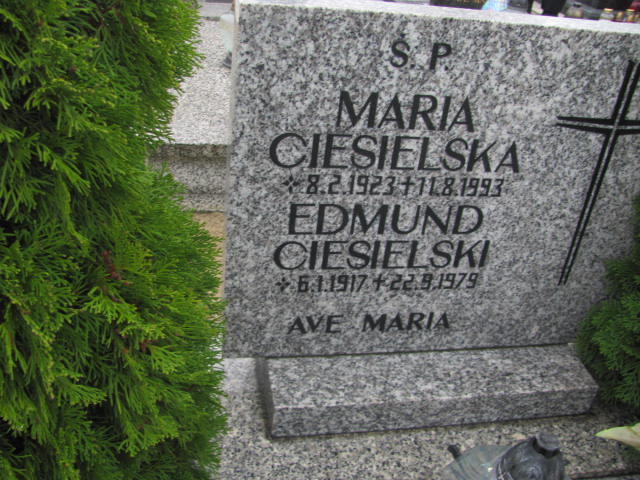 Ś. P
MARIA
CIESIELSKA
8.2.1923 + 11.8.1993
EDMUND
CIESIELSKI
6.1.1917 + 22.9.1979
AVE MARIA